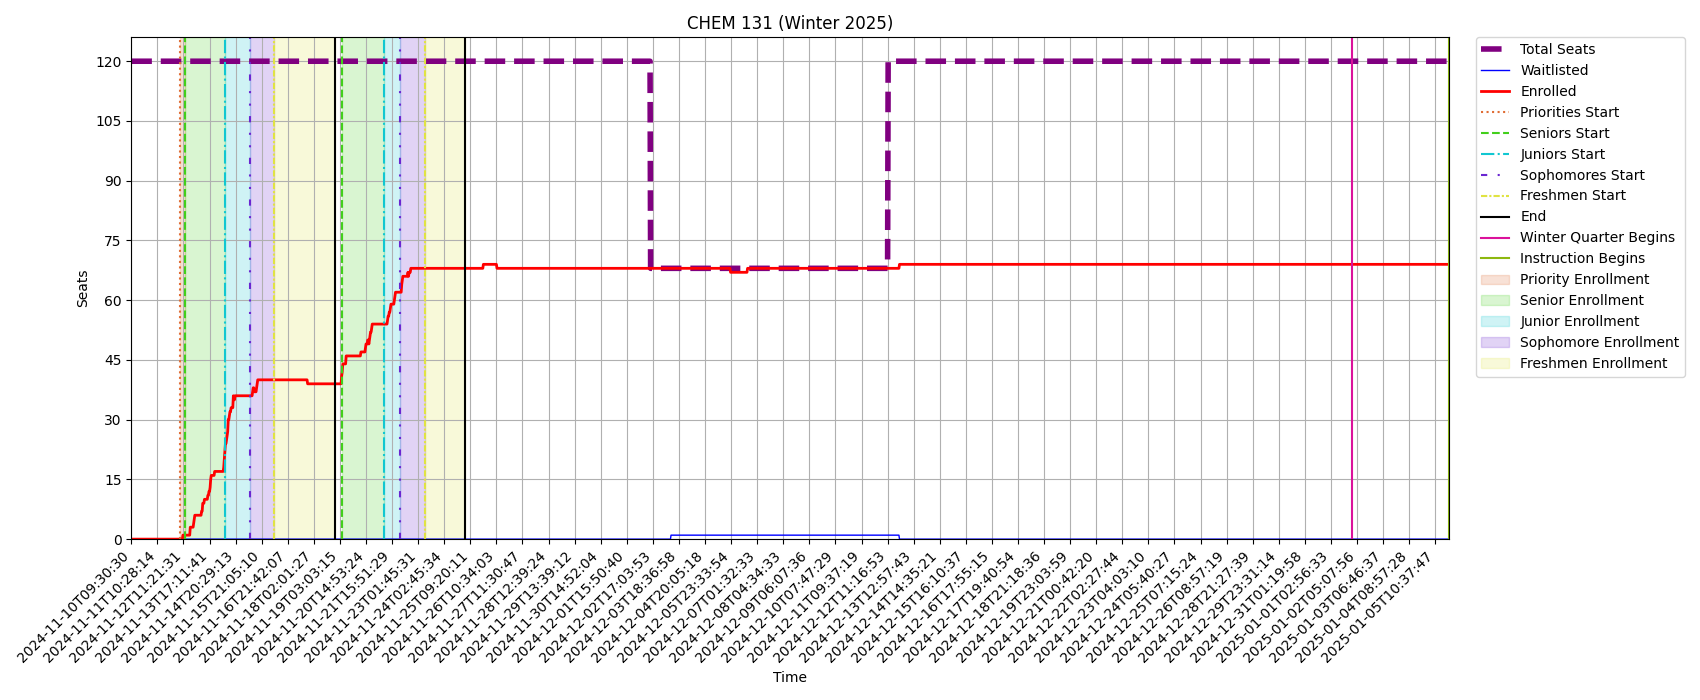 CHEM 131 (Winter 2025)
Seats
120
105
90
75
60
45
30
15
0
2024-11-10T09:30:30
2024-11-11T10:28:14
2024-11-12T11:21:31
2024-11-13T17:11:41
2024-11-14T20:29:13
2024-11-15T21:05:10
2024-11-16T21:42:07
2024-11-18T02:01:27
2024-11-19T03:03:15
2024-11-20T14:53:24
2024-11-21T15:51:29
2024-11-23T01:45:31
2024-11-24T02:45:34
2024-11-25T09:20:11
2024-11-26T10:34:03
2024-11-27T11:30:47
2024-11-28T12:39:24
2024-11-29T13:39:12
2024-11-30T14:52:04
2024-12-01T15:50:40
2024-12-02T17:03:53
2024-12-03T18:36:58
2024-12-04T20:05:18
2024-12-05T23:33:54
2024-12-07T01:32:33
2024-12-08T04:34:33
2024-12-09T06:07:36
2024-12-10T07:47:29
2024-12-11T09:37:19
2024-12-12T11:16:53
2024-12-13T12:57:43
2024-12-14T14:35:21
2024-12-15T16:10:37
2024-12-16T17:55:15
2024-12-17T19:40:54
2024-12-18T21:18:36
2024-12-19T23:03:59
2024-12-21T00:42:20
2024-12-22T02:27:44
2024-12-23T04:03:10
2024-12-24T05:40:27
2024-12-25T07:15:24
2024-12-26T08:57:19
2024-12-28T21:27:39
2024-12-29T23:31:14
2024-12-31T01:19:58
2025-01-01T02:56:33
2025-01-02T05:07:56
2025-01-03T06:46:37
2025-01-04T08:57:28
2025-01-05T10:37:47
Time
Total Seats
Waitlisted
Enrolled
Priorities Start
Seniors Start
Juniors Start
Sophomores Start
Freshmen Start
End
Winter Quarter Begins
Instruction Begins
Priority Enrollment
Senior Enrollment
Junior Enrollment
Sophomore Enrollment
Freshmen Enrollment